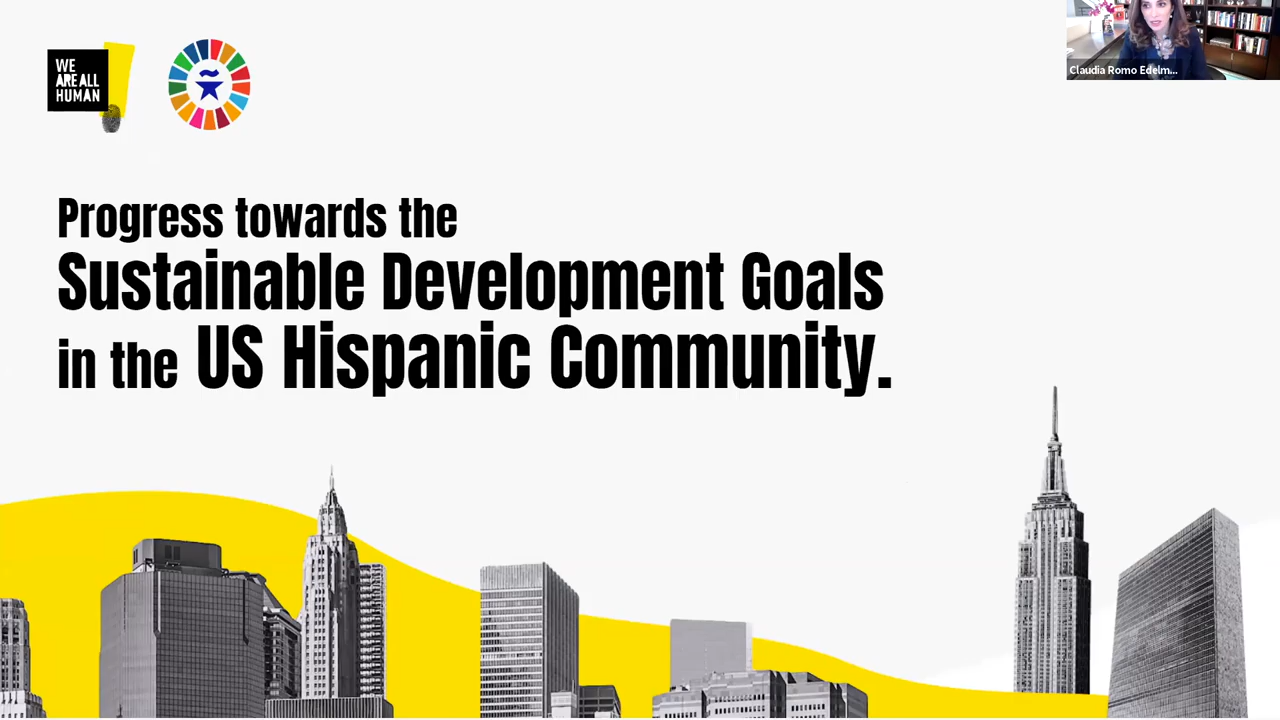 WE
ARE ALL
HUMAN
Claudia Romo Edelm...
Progress towards the
Sustainable Development Goals
in the US Hispanic Community.